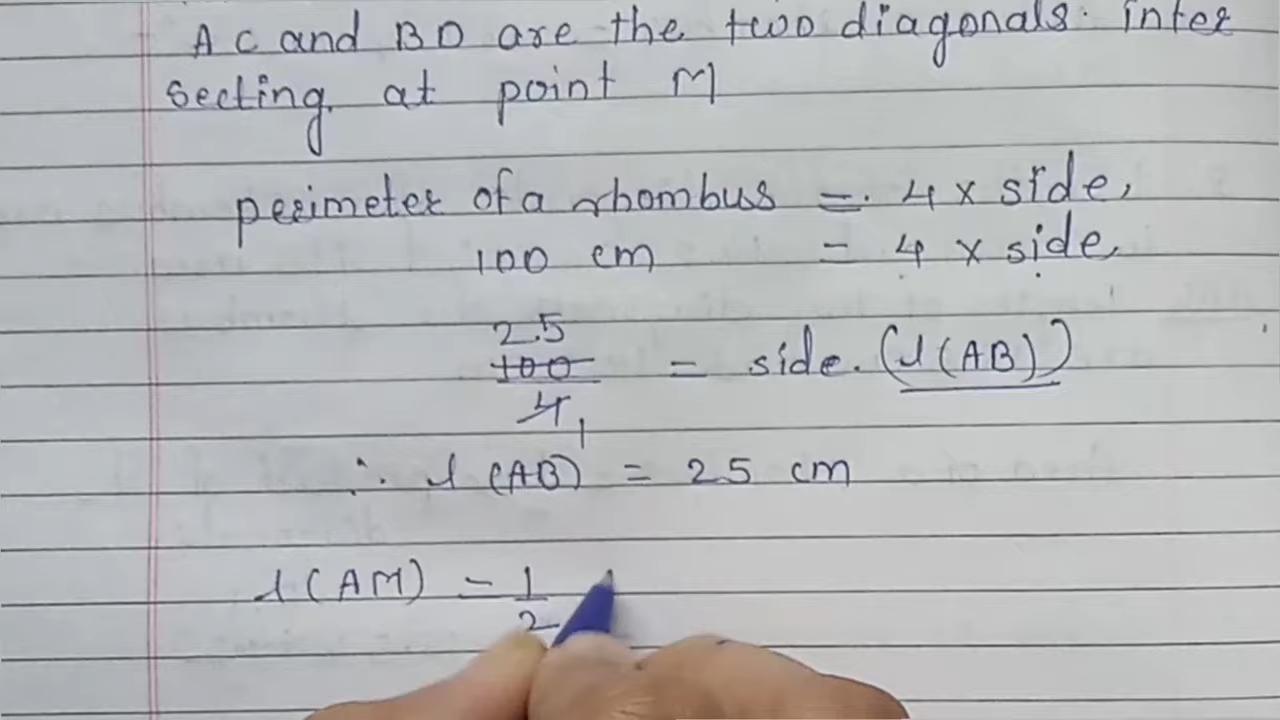 AC and BD are the two diagonals. inter
secting at point M
perimeter of a rhombus = 4 x side,
100 cm = 4 x side,
25
100 = side. (l(AB))
4 1
∴ l(AB) = 25 cm
l(AM) = 1
2